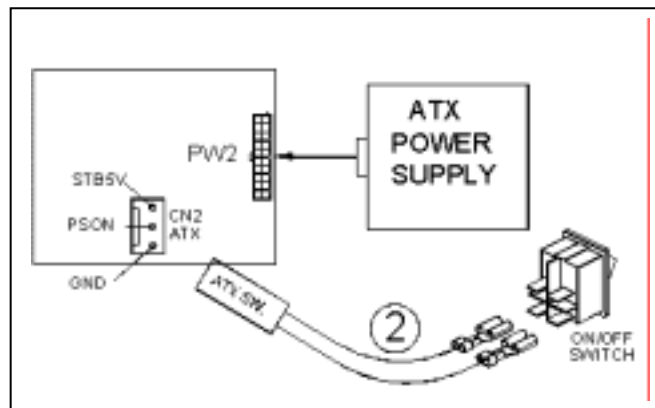 ATX
POWER
SUPPLY
PW2
STB5V
PSON
CN2
ATX
GND
ATX SW.
2
ON/OFF
SWITCH